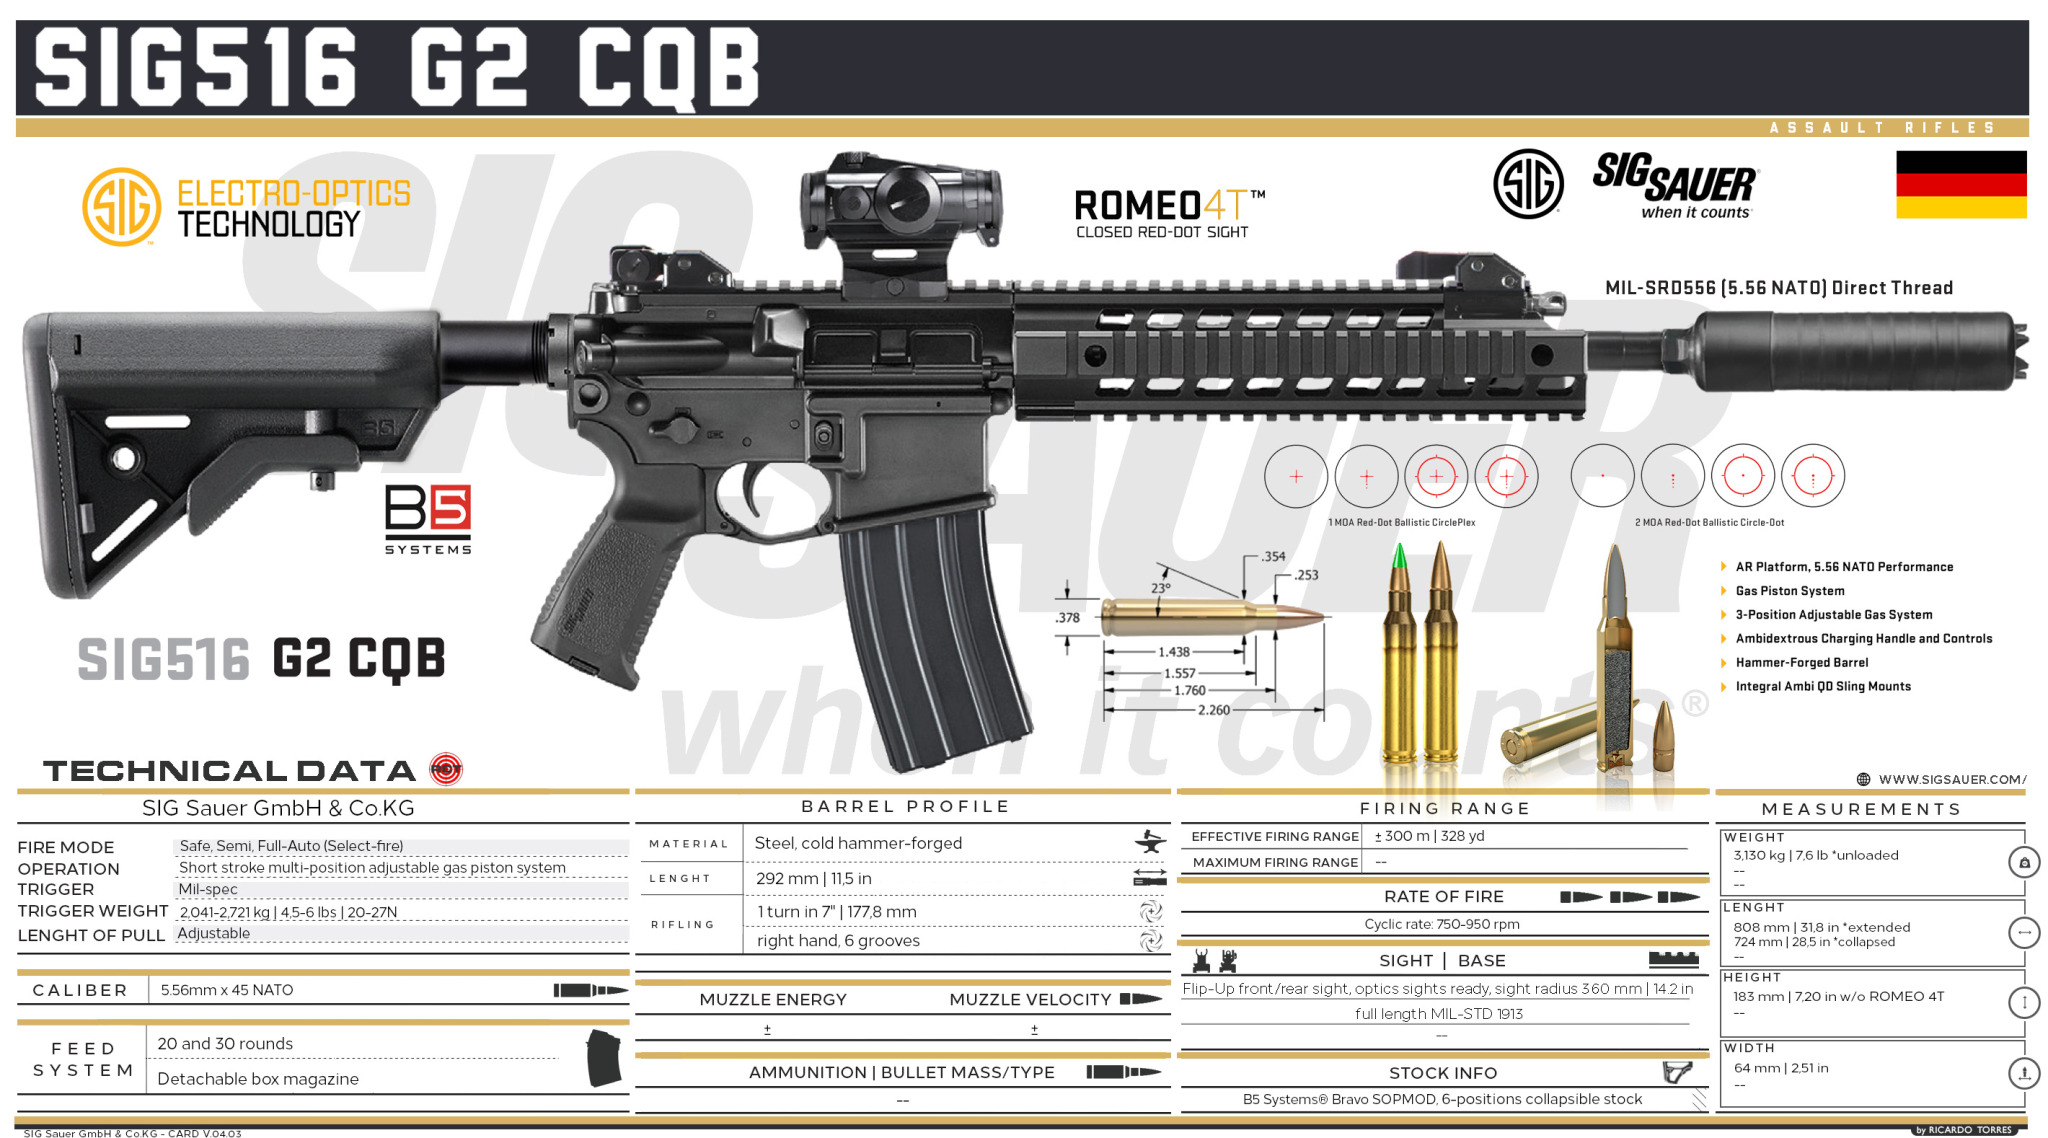 SIG516 G2 CQB
ASSAULT RIFLES
SIG
ELECTRO-OPTICS
TECHNOLOGY
ROMEO4T™
CLOSED RED-DOT SIGHT
SIG
SIG SAUER
when it counts
MIL-SRD556 (5.56 NATO) Direct Thread
SIG SAUER
when it counts®
B5
B5
SYSTEMS
1 MOA Red-Dot Ballistic CirclePlex
2 MOA Red-Dot Ballistic Circle-Dot
.354
.253
23°
.378
1.438
1.557
1.760
2.260
AR Platform, 5.56 NATO Performance
Gas Piston System
3-Position Adjustable Gas System
Ambidextrous Charging Handle and Controls
Hammer-Forged Barrel
Integral Ambi QD Sling Mounts
SIG516 G2 CQB
TECHNICAL DATA
WWW.SIGSAUER.COM/
SIG Sauer GmbH & Co.KG
FIRE MODE Safe, Semi, Full-Auto (Select-fire)
OPERATION Short stroke multi-position adjustable gas piston system
TRIGGER Mil-spec
TRIGGER WEIGHT 2,041-2,721 kg | 4.5-6 lbs | 20-27N
LENGHT OF PULL Adjustable
CALIBER 5.56mm x 45 NATO
FEED SYSTEM
20 and 30 rounds
Detachable box magazine
BARREL PROFILE
MATERIAL Steel, cold hammer-forged
LENGHT 292 mm | 11,5 in
RIFLING
1 turn in 7" | 177,8 mm
right hand, 6 grooves
MUZZLE ENERGY MUZZLE VELOCITY
± ±
AMMUNITION | BULLET MASS/TYPE
--
FIRING RANGE
EFFECTIVE FIRING RANGE ± 300 m | 328 yd
MAXIMUM FIRING RANGE --
RATE OF FIRE
Cyclic rate: 750-950 rpm
SIGHT | BASE
Flip-Up front/rear sight, optics sights ready, sight radius 360 mm | 14.2 in
full length MIL-STD 1913
--
STOCK INFO
B5 Systems® Bravo SOPMOD, 6-positions collapsible stock
MEASUREMENTS
WEIGHT
3,130 kg | 7,6 lb *unloaded
--
--
LENGHT
808 mm | 31,8 in *extended
724 mm | 28,5 in *collapsed
--
HEIGHT
183 mm | 7,20 in w/o ROMEO 4T
--
WIDTH
64 mm | 2,51 in
--
SIG Sauer GmbH & Co.KG - CARD V.04.03
by RICARDO TORRES